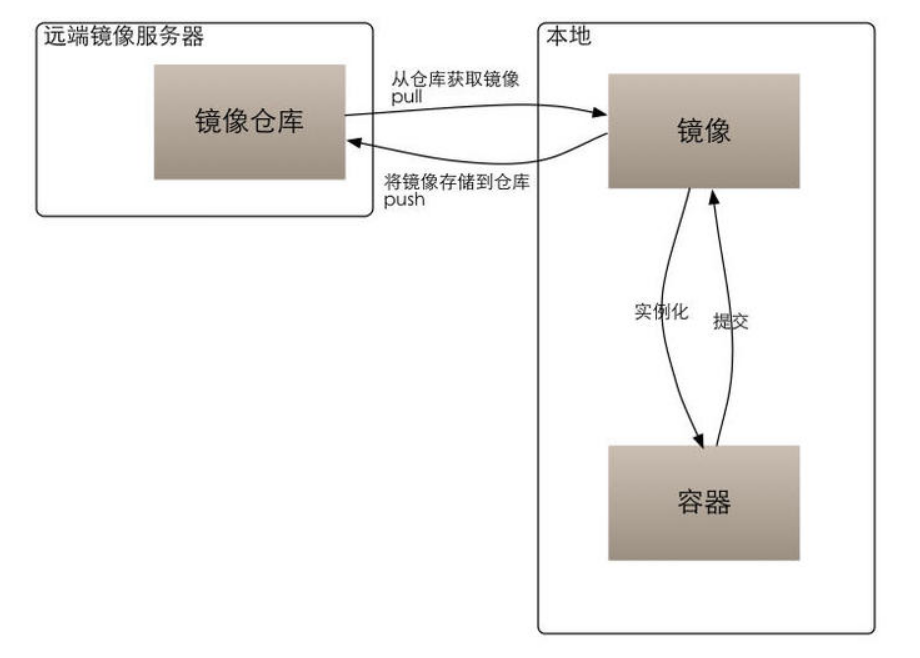 远端镜像服务器
镜像仓库
从仓库获取镜像
pull
将镜像存储到仓库
push
本地
镜像
实例化
提交
容器